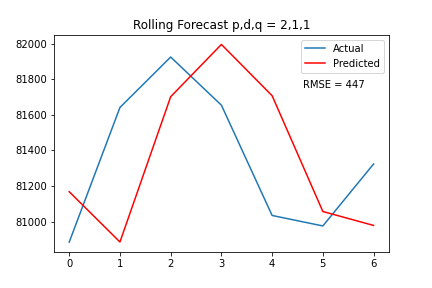 Rolling Forecast p,d,q = 2,1,1
Actual
Predicted
RMSE = 447
82000
81800
81600
81400
81200
81000
0 1 2 3 4 5 6